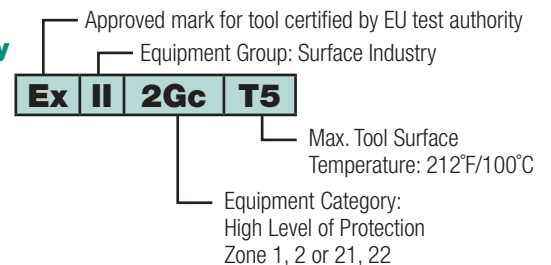 Approved mark for tool certified by EU test authority
y
Equipment Group: Surface Industry
Ex II 2Gc T5
Max. Tool Surface
Temperature: 212˚F/100˚C
Equipment Category:
High Level of Protection
Zone 1, 2 or 21, 22